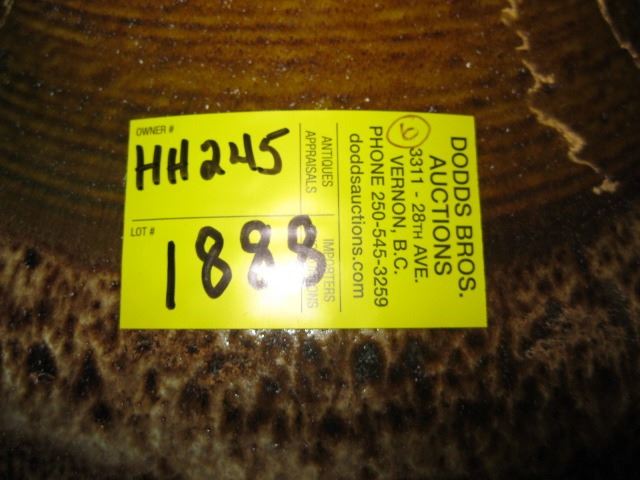 OWNER #
HH245
LOT #
1888
ANTIQUES
APPRAISALS
IMPORTERS
DODDS BROS.
AUCTIONS
3311 - 28TH AVE.
VERNON, B.C.
PHONE 250-545-3259
doddsauctions.com